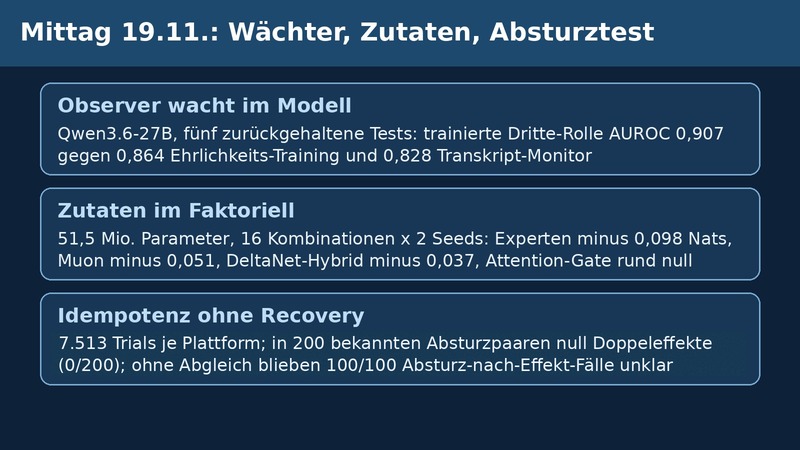 Mittag 19.11.: Wächter, Zutaten, Absturztest
Observer wacht im Modell
Qwen3.6-27B, fünf zurückgehaltene Tests: trainierte Dritte-Rolle AUROC 0,907
gegen 0,864 Ehrlichkeits-Training und 0,828 Transkript-Monitor
Zutaten im Faktoriell
51,5 Mio. Parameter, 16 Kombinationen x 2 Seeds: Experten minus 0,098 Nats,
Muon minus 0,051, DeltaNet-Hybrid minus 0,037, Attention-Gate rund null
Idempotenz ohne Recovery
7.513 Trials je Plattform; in 200 bekannten Absturzpaaren null Doppeleffekte
(0/200); ohne Abgleich blieben 100/100 Absturz-nach-Effekt-Fälle unklar